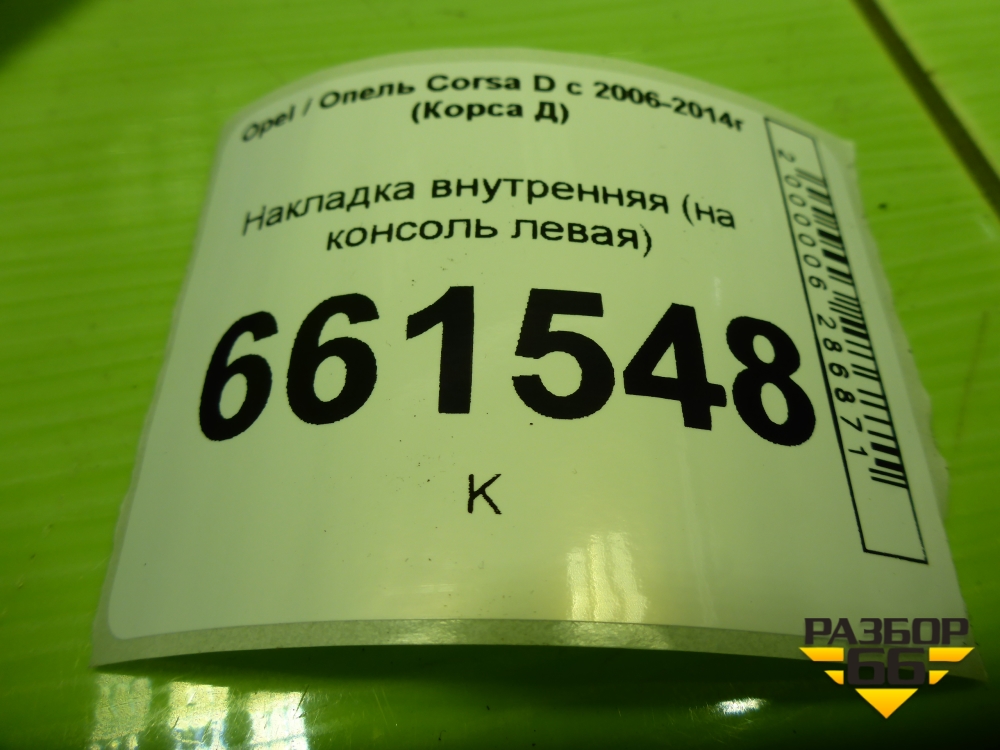 Opel / Опель Corsa D с 2006-2014г
(Корса Д)
Накладка внутренняя (на
консоль левая)
661548
К
2000006286871
РАЗБОР
66